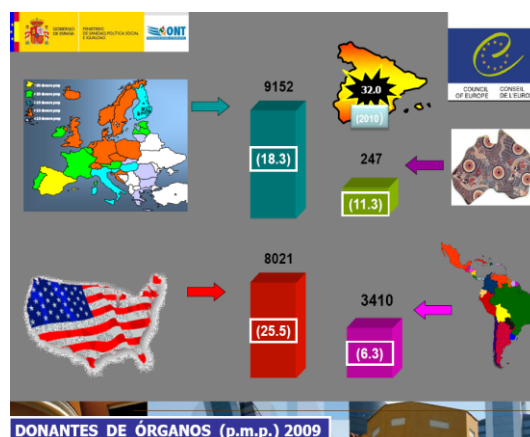 GOBIERNO
DE ESPAÑA
MINISTERIO
DE SANIDAD, POLÍTICA SOCIAL
E IGUALDAD
ONT
COUNCIL
OF EUROPE
CONSEIL
DE L'EUROPE
9152
(18.3)
32.0
(2010)
247
(11.3)
8021
(25.5)
3410
(6.3)
DONANTES DE ÓRGANOS (p.m.p.) 2009